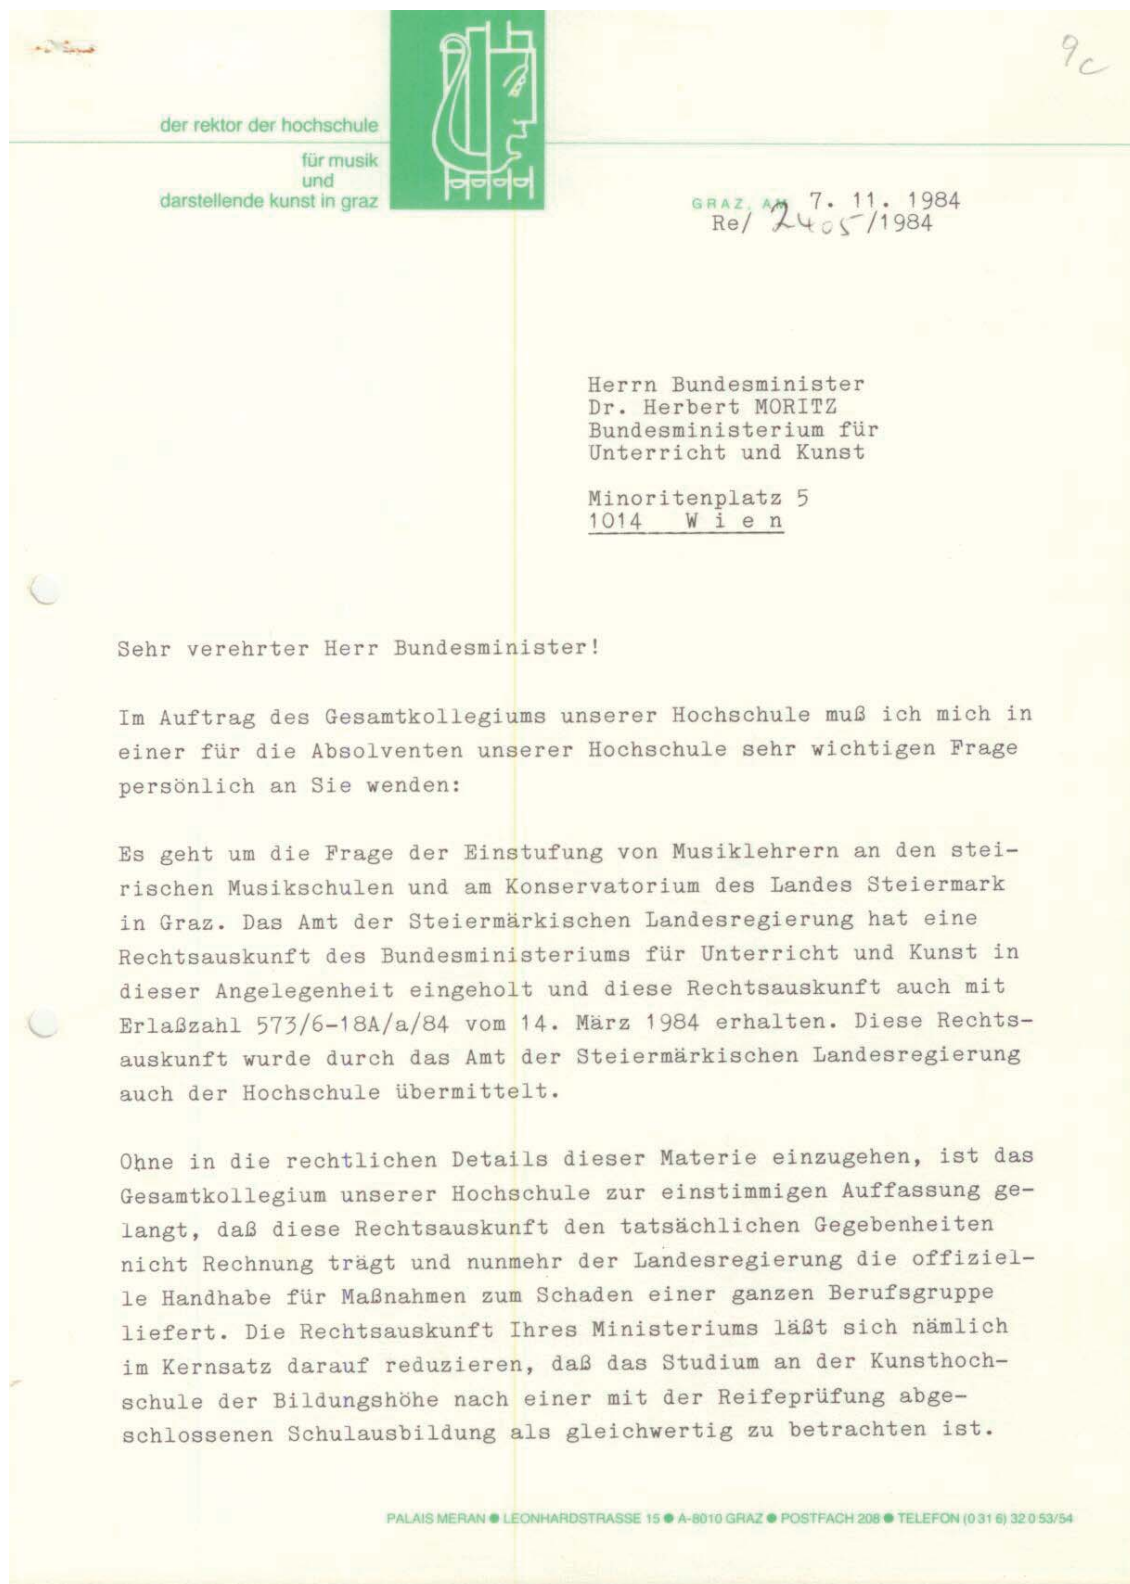 9c
der rektor der hochschule
für musik
und
darstellende kunst in graz
GRAZ, AM 7. 11. 1984
Re/ 2405/1984
Herrn Bundesminister
Dr. Herbert MORITZ
Bundesministerium für
Unterricht und Kunst
Minoritenplatz 5
1014 W i e n
Sehr verehrter Herr Bundesminister!
Im Auftrag des Gesamtkollegiums unserer Hochschule muß ich mich in
einer für die Absolventen unserer Hochschule sehr wichtigen Frage
persönlich an Sie wenden:
Es geht um die Frage der Einstufung von Musiklehrern an den stei-
rischen Musikschulen und am Konservatorium des Landes Steiermark
in Graz. Das Amt der Steiermärkischen Landesregierung hat eine
Rechtsauskunft des Bundesministeriums für Unterricht und Kunst in
dieser Angelegenheit eingeholt und diese Rechtsauskunft auch mit
Erlaßzahl 573/6-18A/a/84 vom 14. März 1984 erhalten. Diese Rechts-
auskunft wurde durch das Amt der Steiermärkischen Landesregierung
auch der Hochschule übermittelt.
Ohne in die rechtlichen Details dieser Materie einzugehen, ist das
Gesamtkollegium unserer Hochschule zur einstimmigen Auffassung ge-
langt, daß diese Rechtsauskunft den tatsächlichen Gegebenheiten
nicht Rechnung trägt und nunmehr der Landesregierung die offiziel-
le Handhabe für Maßnahmen zum Schaden einer ganzen Berufsgruppe
liefert. Die Rechtsauskunft Ihres Ministeriums läßt sich nämlich
im Kernsatz darauf reduzieren, daß das Studium an der Kunsthoch-
schule der Bildungshöhe nach einer mit der Reifeprüfung abge-
schlossenen Schulausbildung als gleichwertig zu betrachten ist.
PALAIS MERAN ● LEONHARDSTRASSE 15 ● A-8010 GRAZ ● POSTFACH 208 ● TELEFON (0 31 6) 32 0 53/54